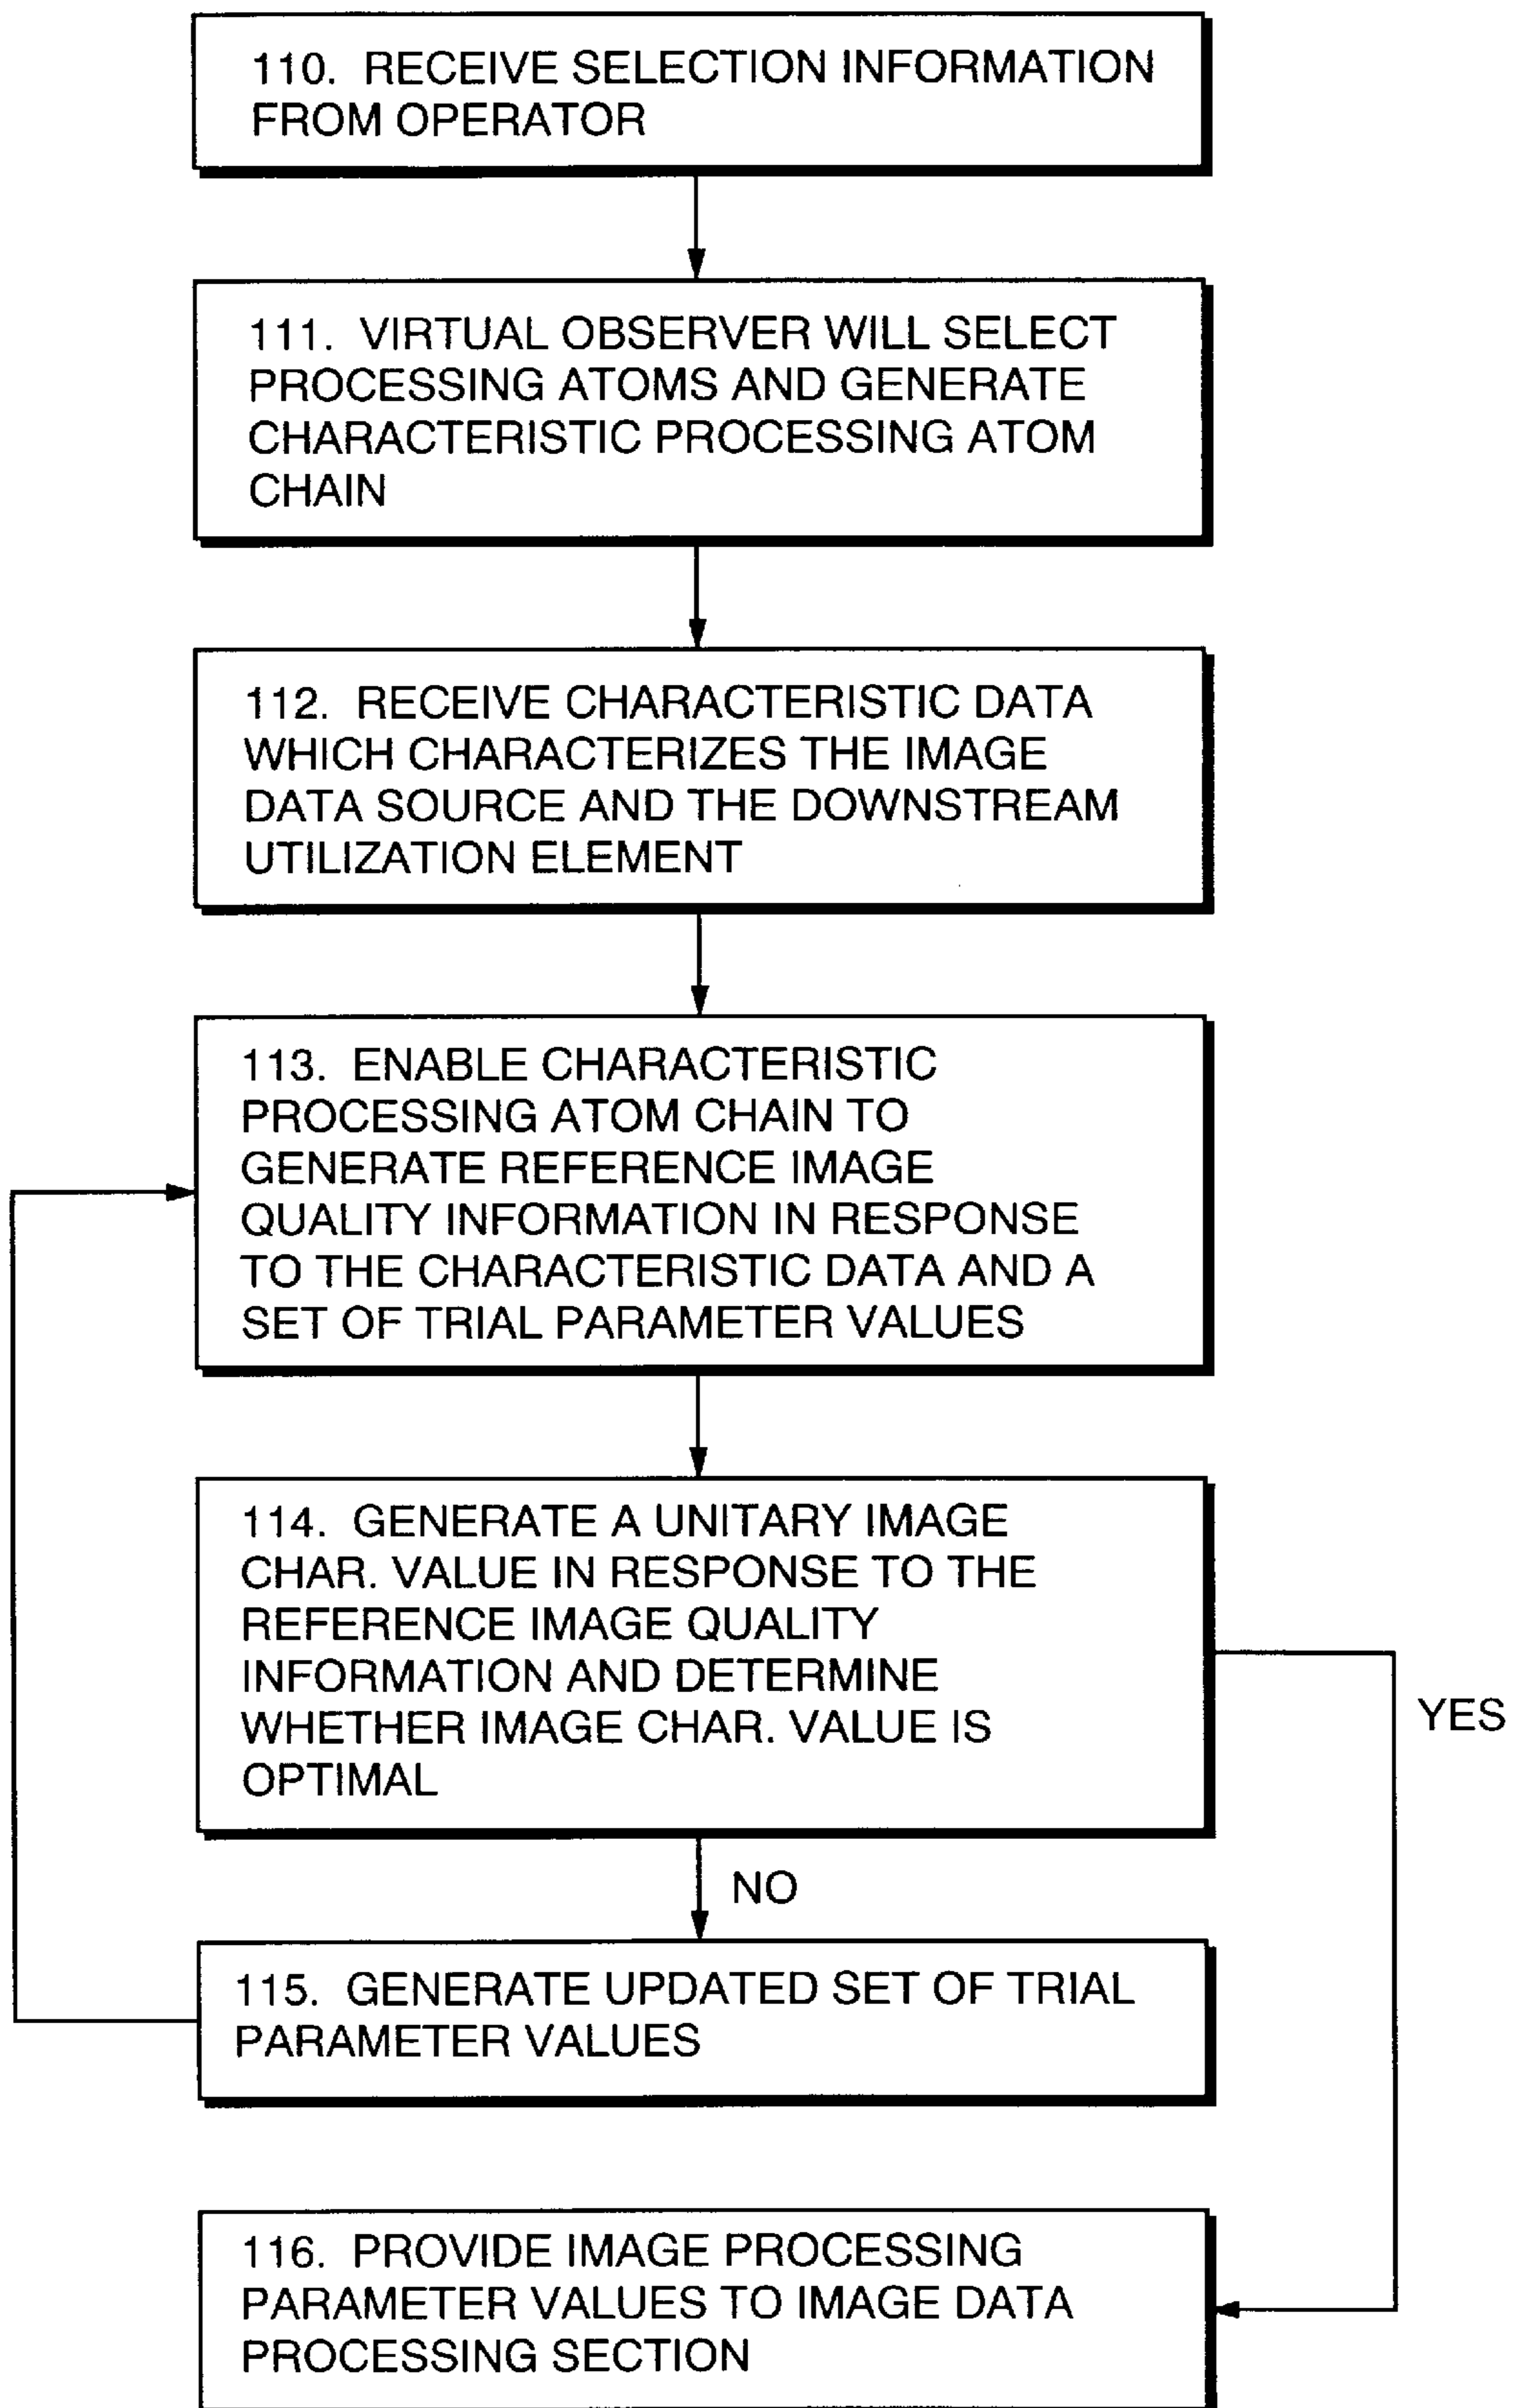 110. RECEIVE SELECTION INFORMATION
FROM OPERATOR
111. VIRTUAL OBSERVER WILL SELECT
PROCESSING ATOMS AND GENERATE
CHARACTERISTIC PROCESSING ATOM
CHAIN
112. RECEIVE CHARACTERISTIC DATA
WHICH CHARACTERIZES THE IMAGE
DATA SOURCE AND THE DOWNSTREAM
UTILIZATION ELEMENT
113. ENABLE CHARACTERISTIC
PROCESSING ATOM CHAIN TO
GENERATE REFERENCE IMAGE
QUALITY INFORMATION IN RESPONSE
TO THE CHARACTERISTIC DATA AND A
SET OF TRIAL PARAMETER VALUES
114. GENERATE A UNITARY IMAGE
CHAR. VALUE IN RESPONSE TO THE
REFERENCE IMAGE QUALITY
INFORMATION AND DETERMINE
WHETHER IMAGE CHAR. VALUE IS
OPTIMAL
YES
NO
115. GENERATE UPDATED SET OF TRIAL
PARAMETER VALUES
116. PROVIDE IMAGE PROCESSING
PARAMETER VALUES TO IMAGE DATA
PROCESSING SECTION